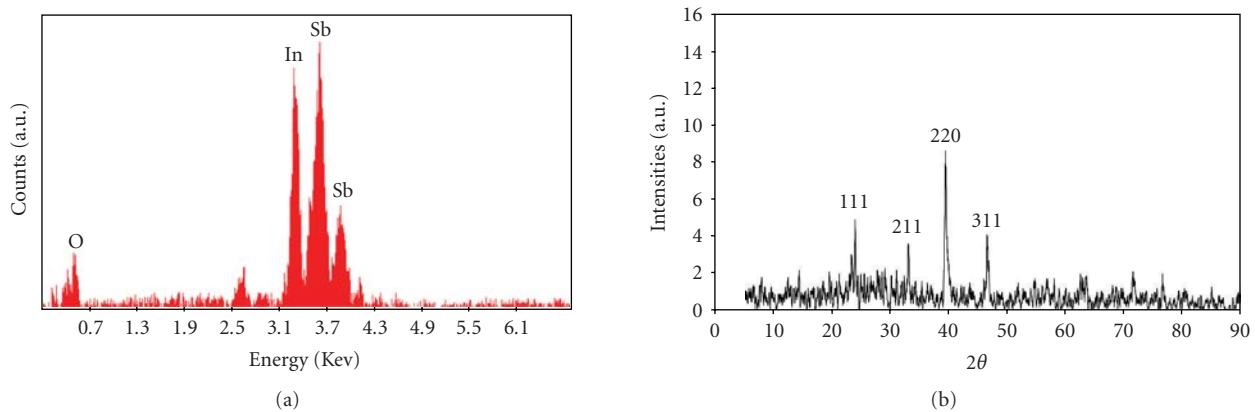 Counts (a.u.)
O
In
Sb
Sb
0.7 1.3 1.9 2.5 3.1 3.7 4.3 4.9 5.5 6.1
Energy (Kev)
(a)
Intensities (a.u.)
16
14
12
10
8
6
4
2
0
111
211
220
311
0 10 20 30 40 50 60 70 80 90
2θ
(b)